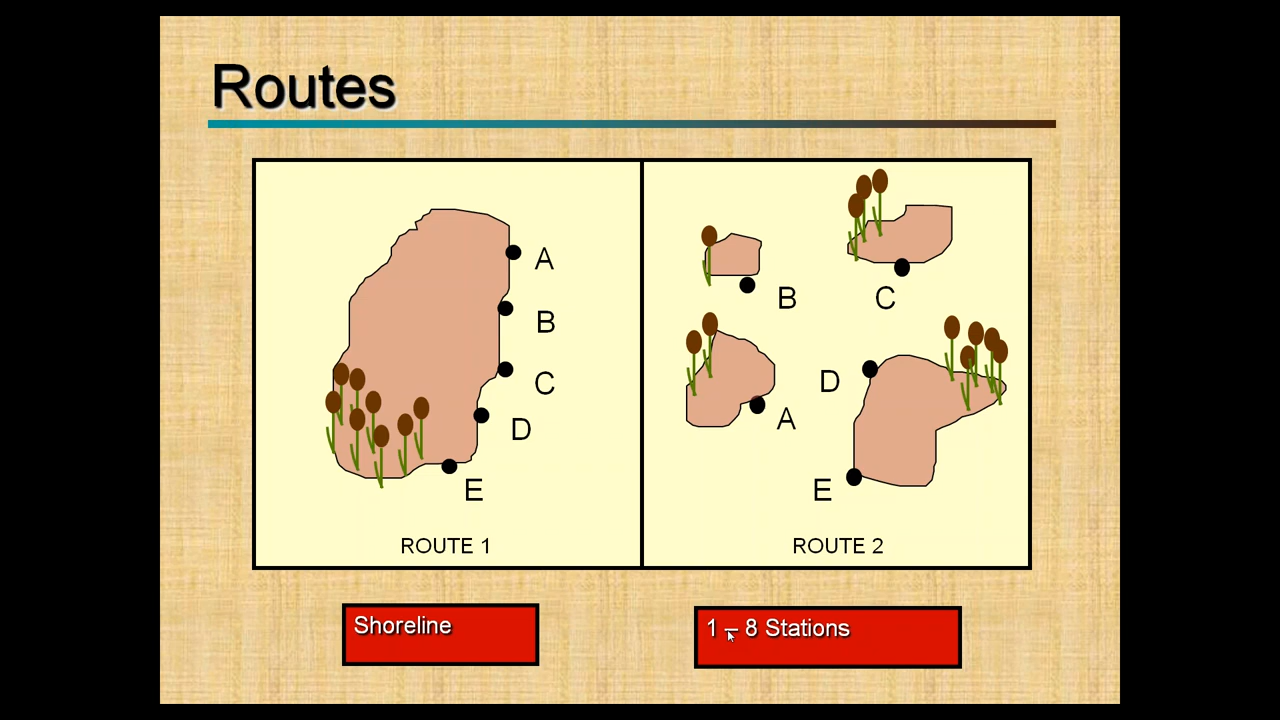 Routes
A
B
C
D
E
ROUTE 1
B
C
D
A
E
ROUTE 2
Shoreline
1 – 8 Stations